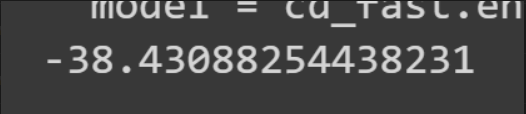 model = cd_fast.en
-38.43088254438231